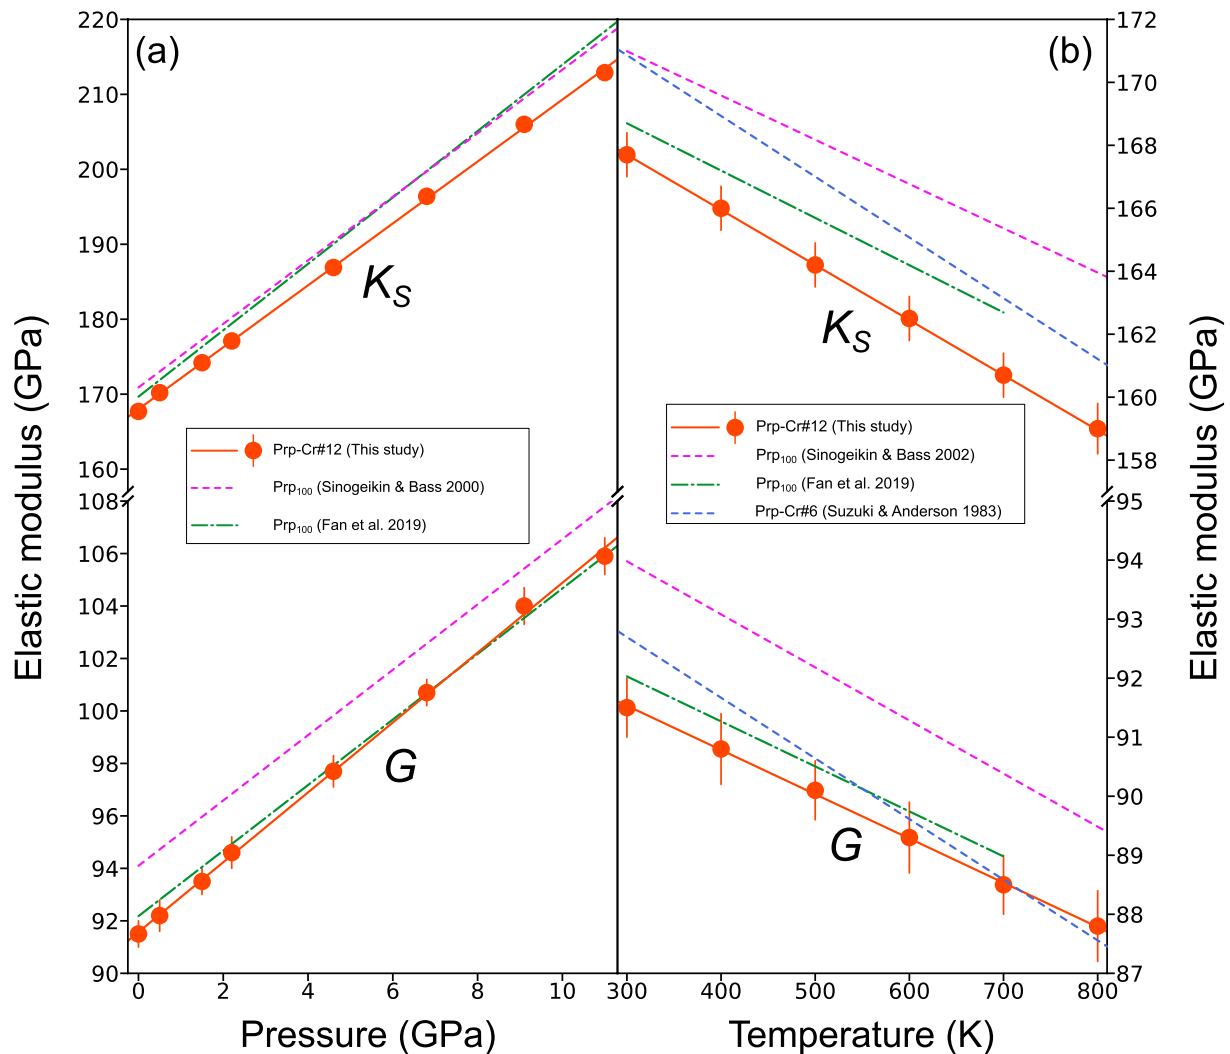 (a)
220
210
200
190
180
170
160
108
106
104
102
100
98
96
94
92
90
Elastic modulus (GPa)
K_S
Prp-Cr#12 (This study)
Prp₁₀₀ (Sinogeikin & Bass 2000)
Prp₁₀₀ (Fan et al. 2019)
G
0 2 4 6 8 10
Pressure (GPa)
(b)
K_S
Prp-Cr#12 (This study)
Prp₁₀₀ (Sinogeikin & Bass 2002)
Prp₁₀₀ (Fan et al. 2019)
Prp-Cr#6 (Suzuki & Anderson 1983)
G
300 400 500 600 700 800
Temperature (K)
172
170
168
166
164
162
160
158
95
94
93
92
91
90
89
88
87
Elastic modulus (GPa)